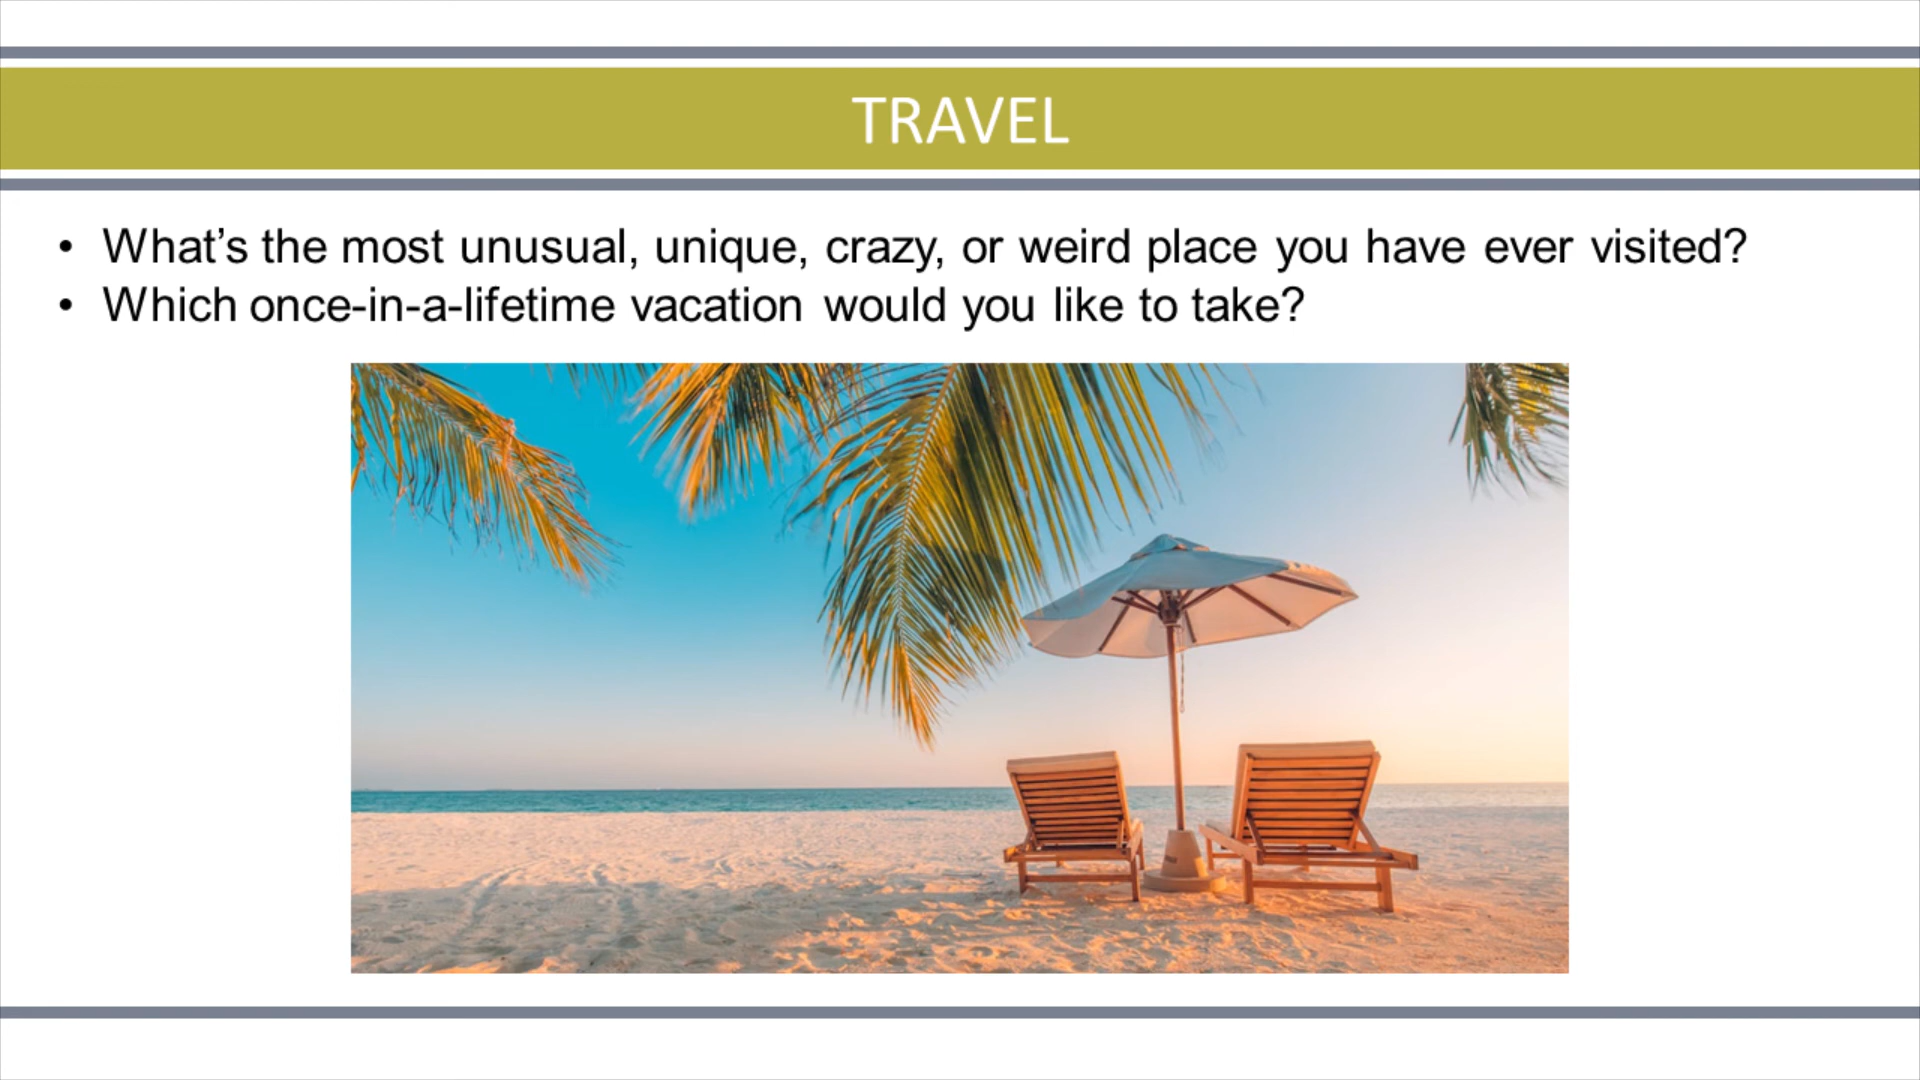 TRAVEL
• What’s the most unusual, unique, crazy, or weird place you have ever visited?
• Which once-in-a-lifetime vacation would you like to take?